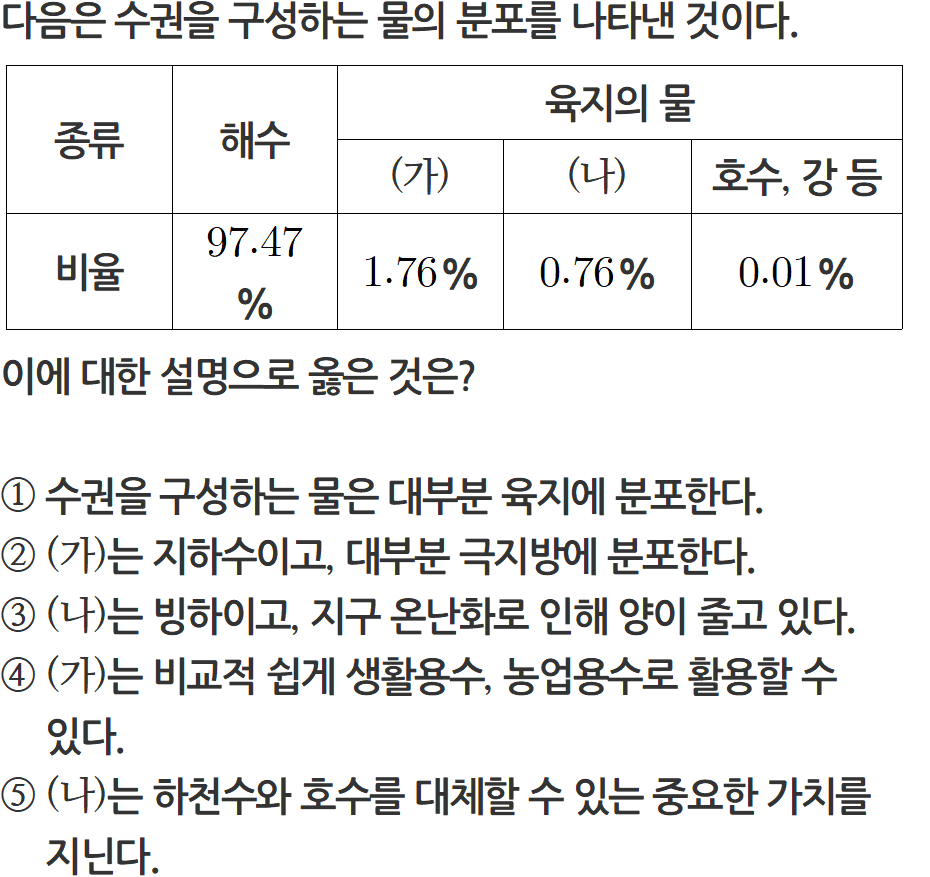 다음은 수권을 구성하는 물의 분포를 나타낸 것이다.
종류 해수 육지의 물
(가) (나) 호수, 강 등
비율 97.47 % 1.76% 0.76% 0.01%
이에 대한 설명으로 옳은 것은?
① 수권을 구성하는 물은 대부분 육지에 분포한다.
② (가)는 지하수이고, 대부분 극지방에 분포한다.
③ (나)는 빙하이고, 지구 온난화로 인해 양이 줄고 있다.
④ (가)는 비교적 쉽게 생활용수, 농업용수로 활용할 수
있다.
⑤ (나)는 하천수와 호수를 대체할 수 있는 중요한 가치를
지닌다.